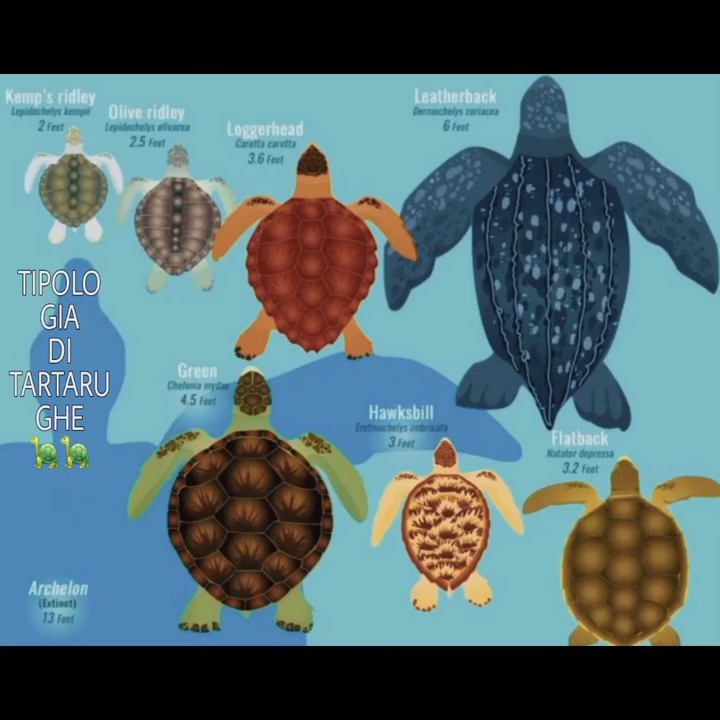 Kemp's ridley
Lepidochelys kempii
2 Feet
Olive ridley
Lepidochelys olivacea
2.5 Feet
Loggerhead
Caretta caretta
3.6 Feet
Leatherback
Dermochelys coriacea
6 Feet
TIPOLO
GIA
DI
TARTARU
GHE
🐢🐢
Green
Chelonia mydas
4.5 Feet
Hawksbill
Eretmochelys imbricata
3 Feet
Flatback
Natator depressa
3.2 Feet
Archelon
(Extinct)
13 Feet